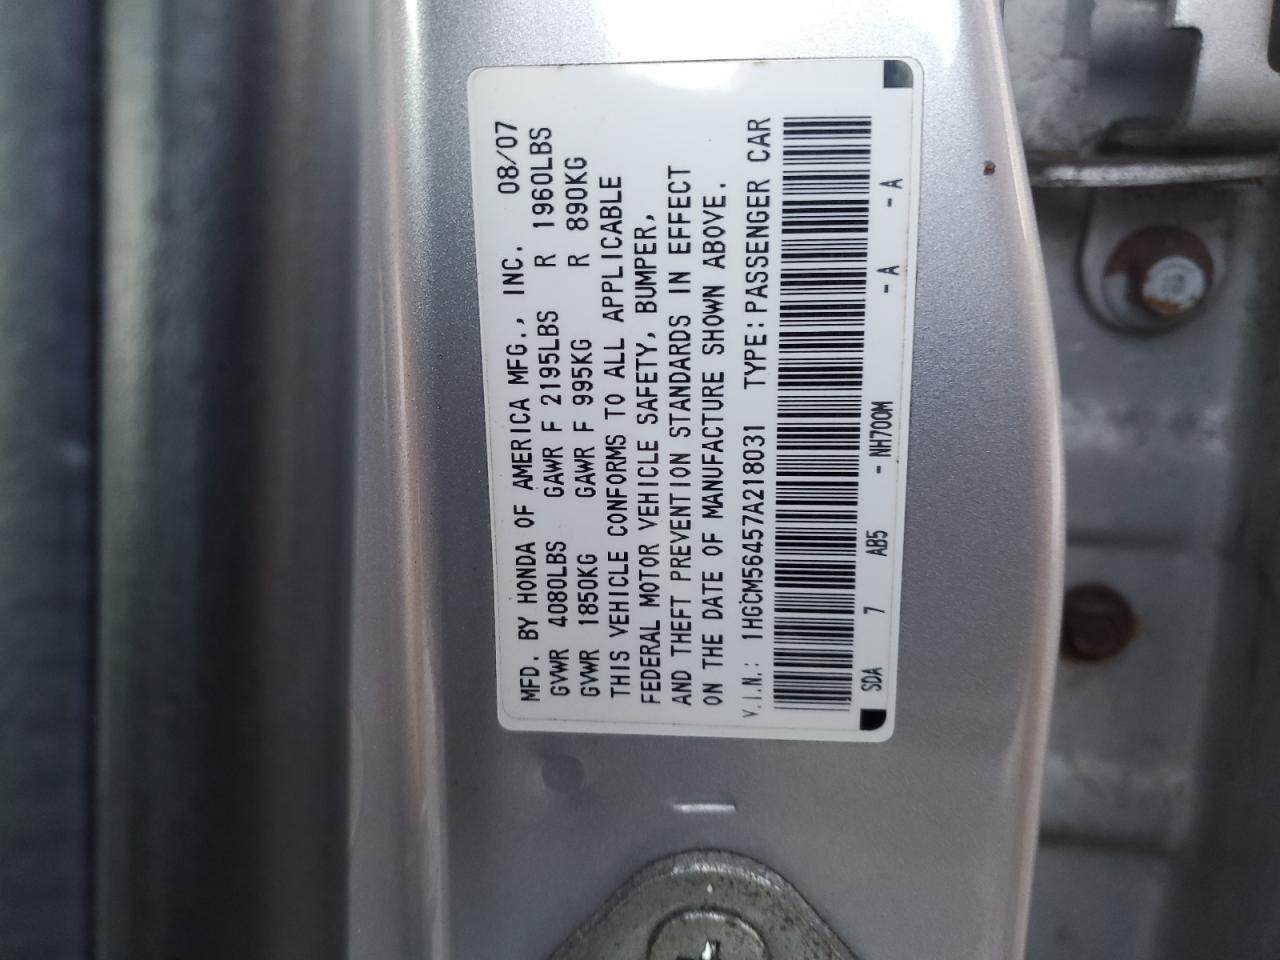 MFD. BY HONDA OF AMERICA MFG., INC. 08/07
GVWR 4080LBS GAWR F 2195LBS R 1960LBS
GVWR 1850KG GAWR F 995KG R 890KG
THIS VEHICLE CONFORMS TO ALL APPLICABLE
FEDERAL MOTOR VEHICLE SAFETY, BUMPER,
AND THEFT PREVENTION STANDARDS IN EFFECT
ON THE DATE OF MANUFACTURE SHOWN ABOVE.
V.I.N.: 1HGCM56457A218031 TYPE:PASSENGER CAR
SDA 7 AB5 - NH700M - A - A